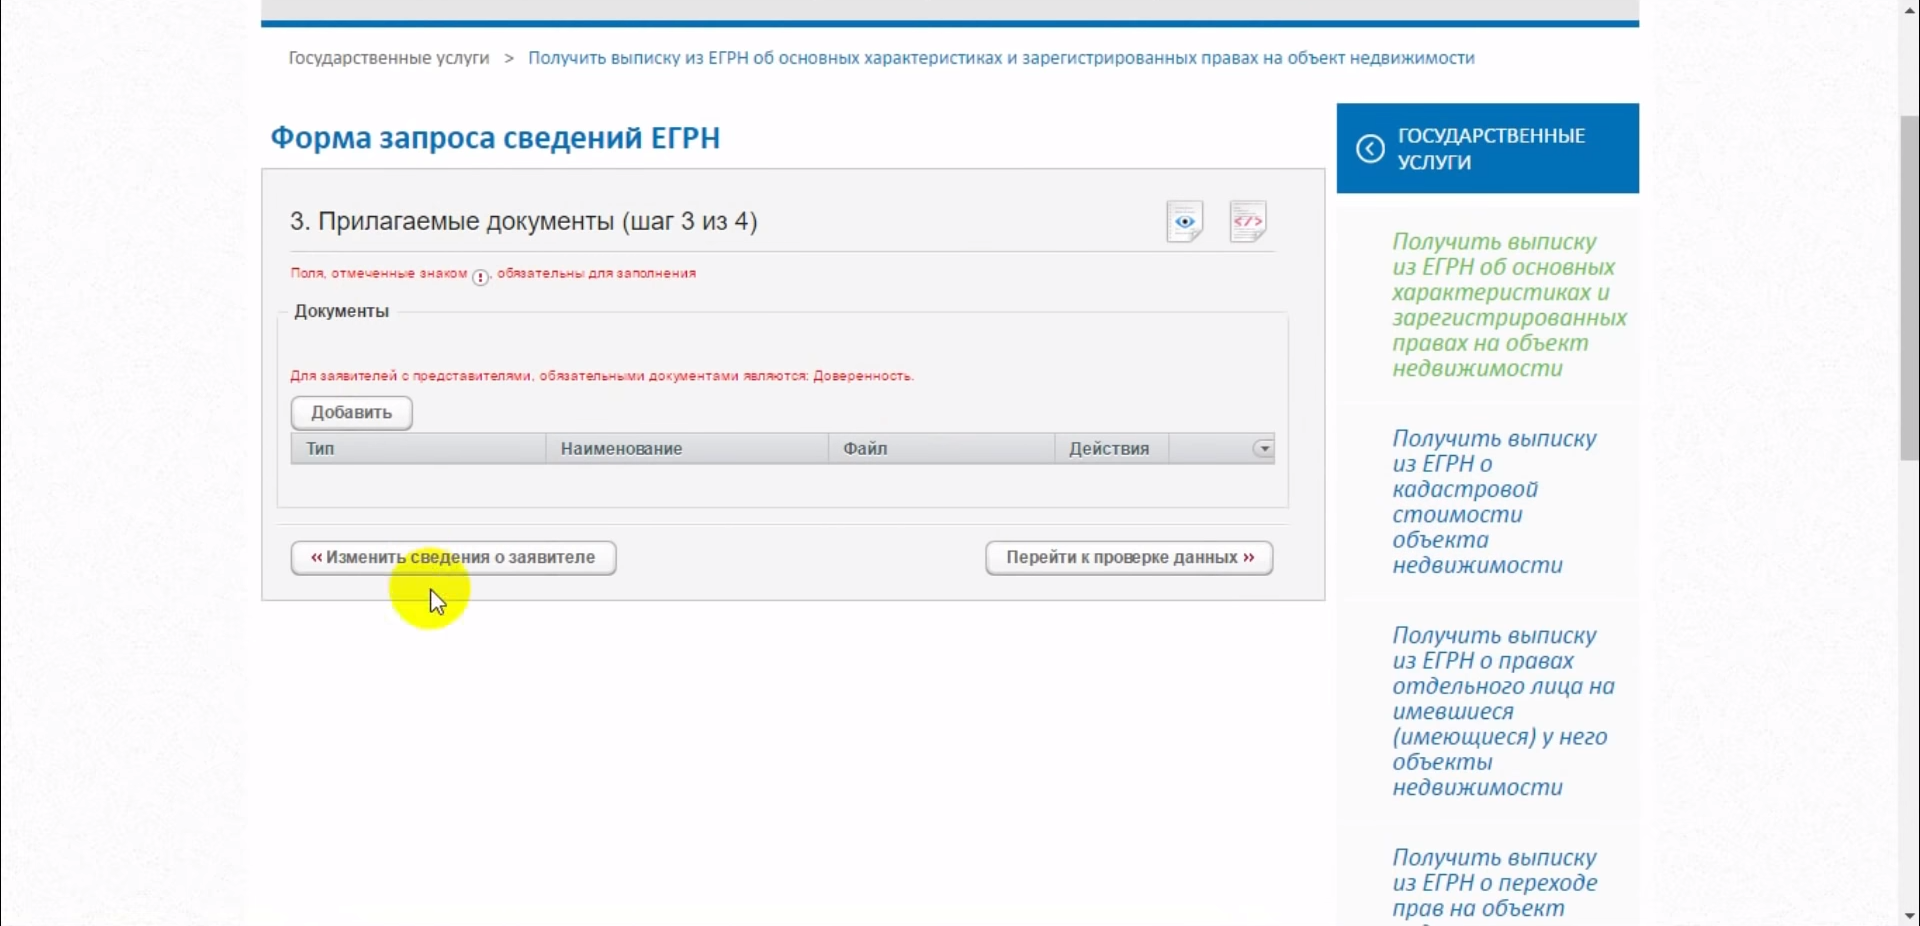 Государственные услуги > Получить выписку из ЕГРН об основных характеристиках и зарегистрированных правах на объект недвижимости
Форма запроса сведений ЕГРН
3. Прилагаемые документы (шаг 3 из 4)
</>
Поля, отмеченные знаком !, обязательны для заполнения
Документы
Для заявителей с представителями, обязательными документами являются: Доверенность.
Добавить
Тип Наименование Файл Действия
« Изменить сведения о заявителе
Перейти к проверке данных »
ГОСУДАРСТВЕННЫЕ
УСЛУГИ
Получить выписку
из ЕГРН об основных
характеристиках и
зарегистрированных
правах на объект
недвижимости
Получить выписку
из ЕГРН о
кадастровой
стоимости
объекта
недвижимости
Получить выписку
из ЕГРН о правах
отдельного лица на
имевшиеся
(имеющиеся) у него
объекты
недвижимости
Получить выписку
из ЕГРН о переходе
прав на объект